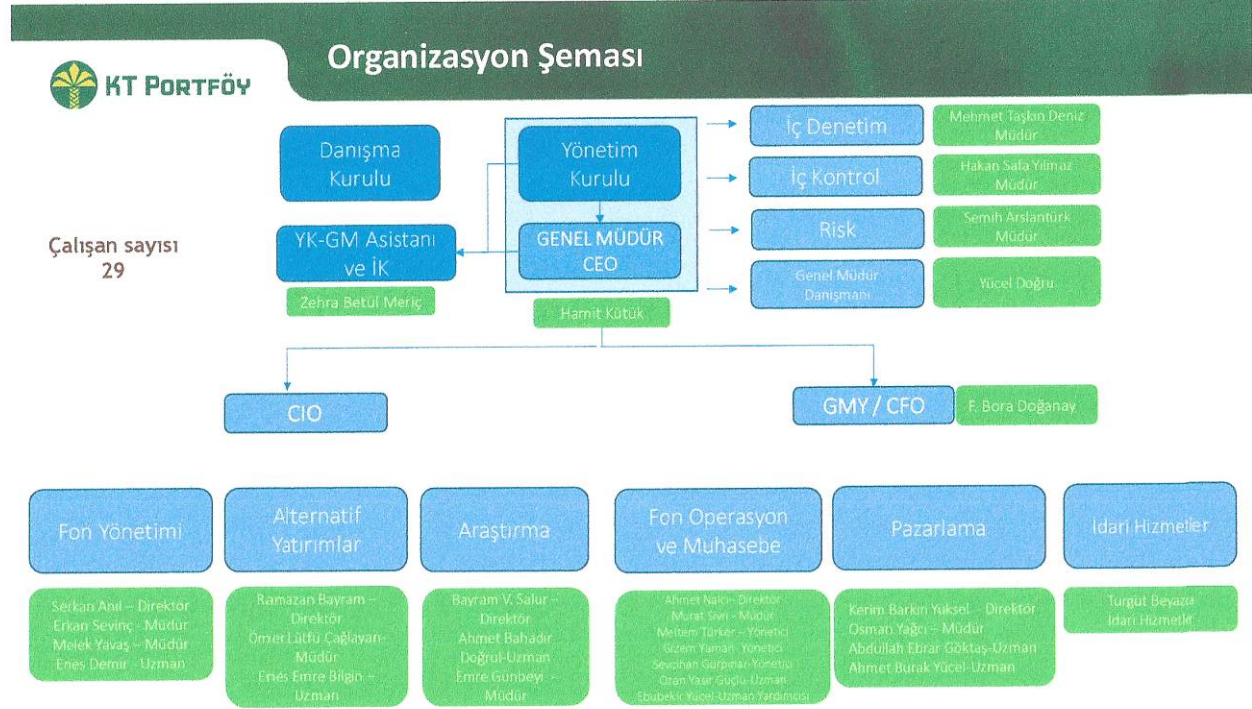 Organizasyon Şeması
KT PORTFÖY
Çalışan sayısı
29
Danışma
Kurulu
Yönetim
Kurulu
YK-GM Asistanı
ve İK
Zehra Betül Meriç
GENEL MÜDÜR
CEO
Hamit Kütük
İç Denetim
Mehmet Taşkın Deniz
Müdür
İç Kontrol
Hakan Safa Yılmaz
Müdür
Risk
Semih Arslantürk
Müdür
Genel Müdür
Danışmanı
Yücel Doğru
CIO
GMY / CFO
F. Bora Doğanay
Fon Yönetimi
Serkan Anıl – Direktör
Erkan Sevinç - Müdür
Melek Yavaş – Müdür
Enes Demir - Uzman
Alternatif
Yatırımlar
Ramazan Bayram –
Direktör
Ömer Lütfü Çağlayan-
Müdür
Enes Emre Bilgin –
Uzman
Araştırma
Bayram V. Salur –
Direktör
Ahmet Bahadır
Doğrul-Uzman
Emre Günbeyi –
Müdür
Fon Operasyon
ve Muhasebe
Ahmet Nalcı– Direktör
Murat Sivri - Müdür
Meltem Türker – Yönetici
Gizem Yaman - Yönetici
Sevcihan Gürpınar-Yönetici
Ozan Yasir Güçlü-Uzman
Ebubekir Yücel-Uzman Yardımcısı
Pazarlama
Kerim Barkın Yüksel – Direktör
Osman Yağcı – Müdür
Abdullah Ebrar Göktaş-Uzman
Ahmet Burak Yücel-Uzman
İdari Hizmetler
Turgut Beyazıt
İdari Hizmetle